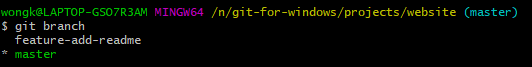 wongk@LAPTOP-GSO7R3AM MINGW64 /n/git-for-windows/projects/website (master)
$ git branch
  feature-add-readme
* master